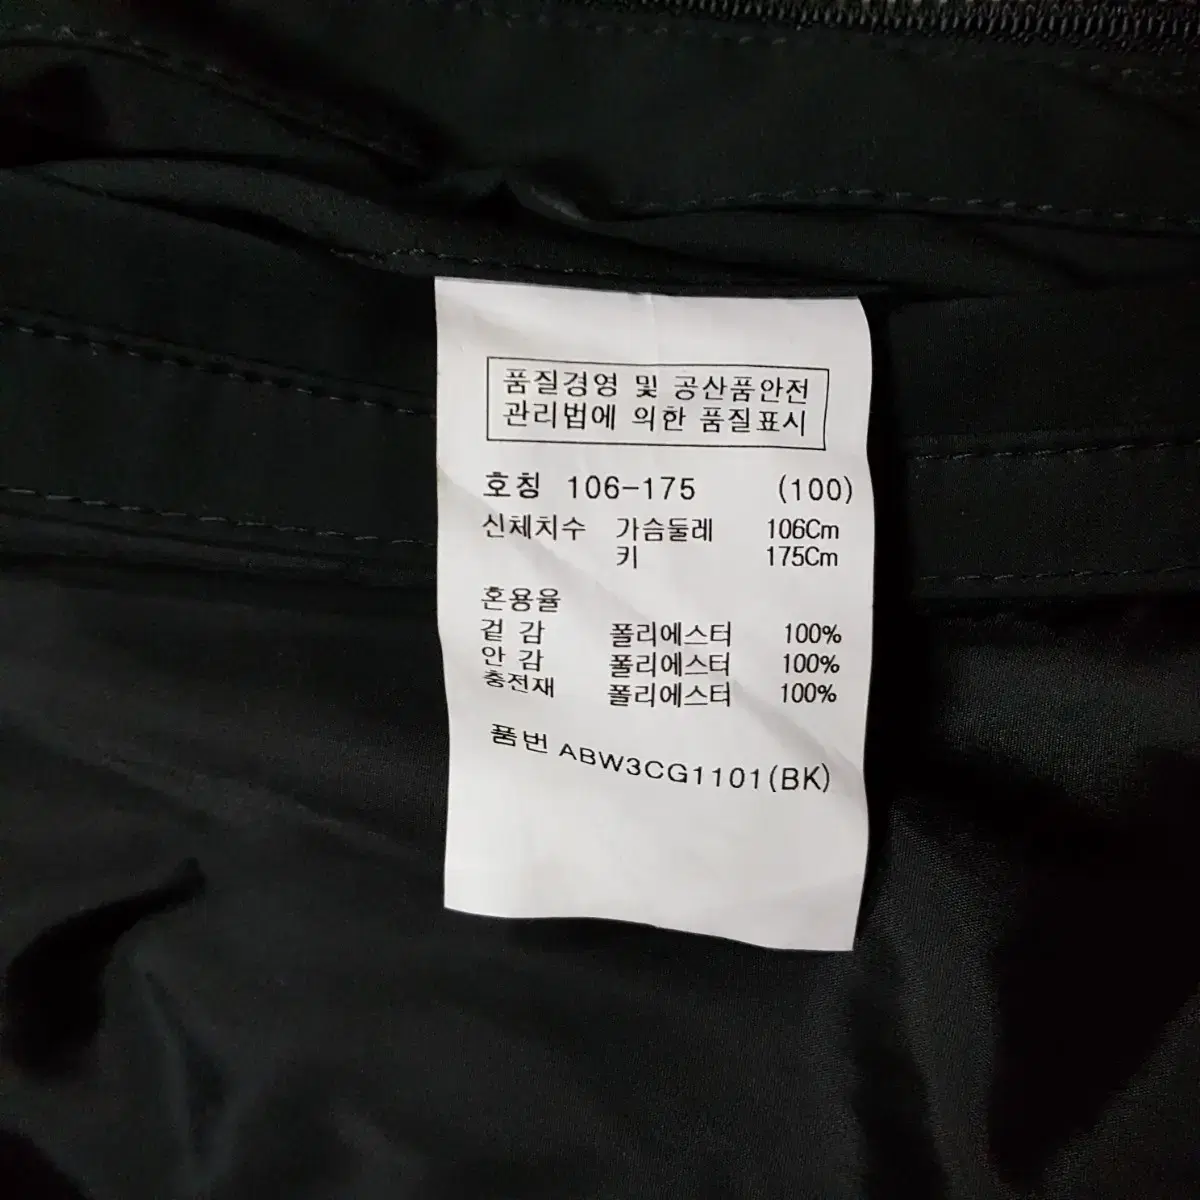 품질경영 및 공산품안전
관리법에 의한 품질표시
호칭 106-175 (100)
신체치수 가슴둘레 106Cm
키 175Cm
혼용율
겉 감 폴리에스터 100%
안 감 폴리에스터 100%
충전재 폴리에스터 100%
품번 ABW3CG1101(BK)